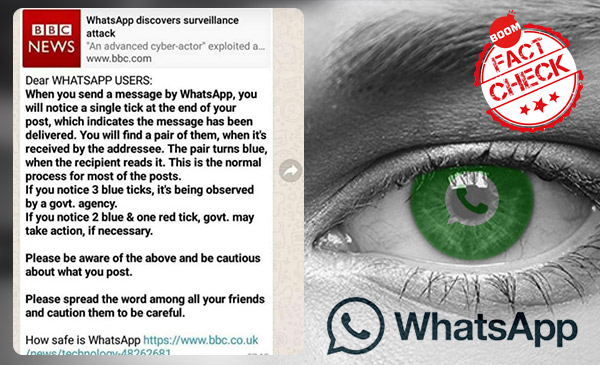 BBC
NEWS
WhatsApp discovers surveillance
attack
"An advanced cyber-actor" exploited a...
www.bbc.com
Dear WHATSAPP USERS:
When you send a message by WhatsApp, you
will notice a single tick at the end of your
post, which indicates the message has been
delivered. You will find a pair of them, when it's
received by the addressee. The pair turns blue,
when the recipient reads it. This is the normal
process for most of the posts.
If you notice 3 blue ticks, it's being observed
by a govt. agency.
If you notice 2 blue & one red tick, govt. may
take action, if necessary.
Please be aware of the above and be cautious
about what you post.
Please spread the word among all your friends
and caution them to be careful.
How safe is WhatsApp https://www.bbc.co.uk
/news/technology-48262681
BOOM
FACT
CHECK
WhatsApp